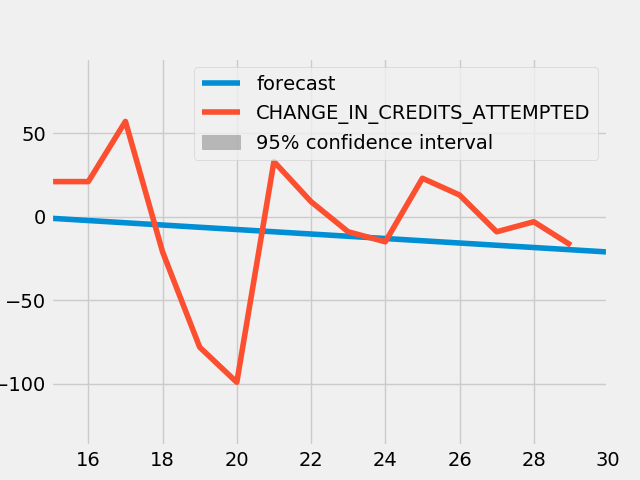 forecast
CHANGE_IN_CREDITS_ATTEMPTED
95% confidence interval
50
0
−50
−100
16 18 20 22 24 26 28 30